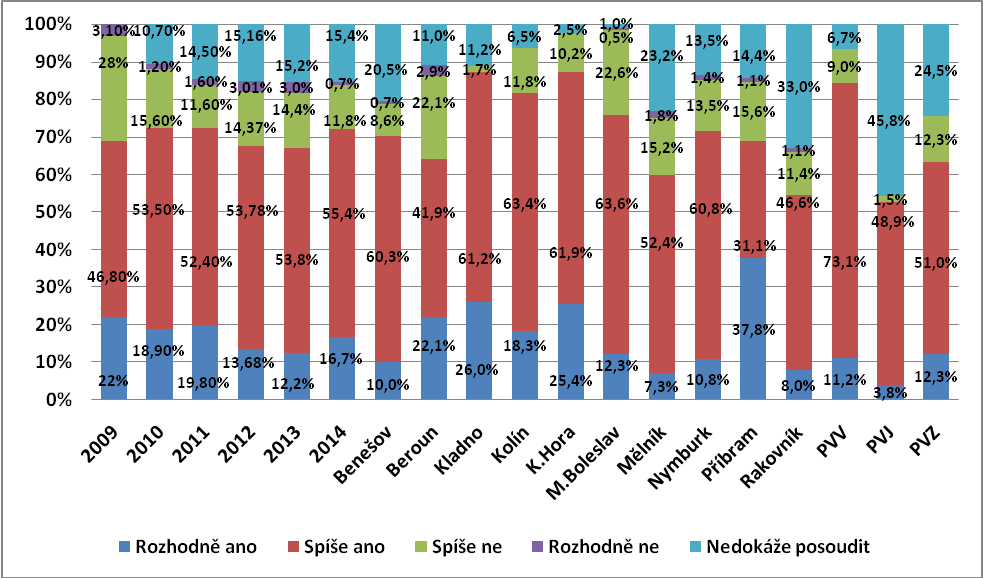 100%
90%
80%
70%
60%
50%
40%
30%
20%
10%
0%
3,10% 28% 46,80% 22%
10,70% 1,20% 15,60% 53,50% 18,90%
14,50% 1,60% 11,60% 52,40% 19,80%
15,16% 3,01% 14,37% 53,78% 13,68%
15,2% 3,0% 14,4% 53,8% 12,2%
15,4% 0,7% 11,8% 55,4% 16,7%
20,5% 0,7% 8,6% 60,3% 10,0%
11,0% 2,9% 22,1% 41,9% 22,1%
11,2% 1,7% 61,2% 26,0%
6,5% 11,8% 63,4% 18,3%
2,5% 10,2% 61,9% 25,4%
1,0% 0,5% 22,6% 63,6% 12,3%
23,2% 1,8% 15,2% 52,4% 7,3%
13,5% 1,4% 13,5% 60,8% 10,8%
14,4% 1,1% 15,6% 31,1% 37,8%
33,0% 1,1% 11,4% 46,6% 8,0%
6,7% 9,0% 73,1% 11,2%
45,8% 1,5% 48,9% 3,8%
24,5% 12,3% 51,0% 12,3%
2009
2010
2011
2012
2013
2014
Benešov
Beroun
Kladno
Kolín
K.Hora
M.Boleslav
Mělník
Nymburk
Příbram
Rakovník
PVV
PVJ
PVZ
Rozhodně ano
Spíše ano
Spíše ne
Rozhodně ne
Nedokáže posoudit